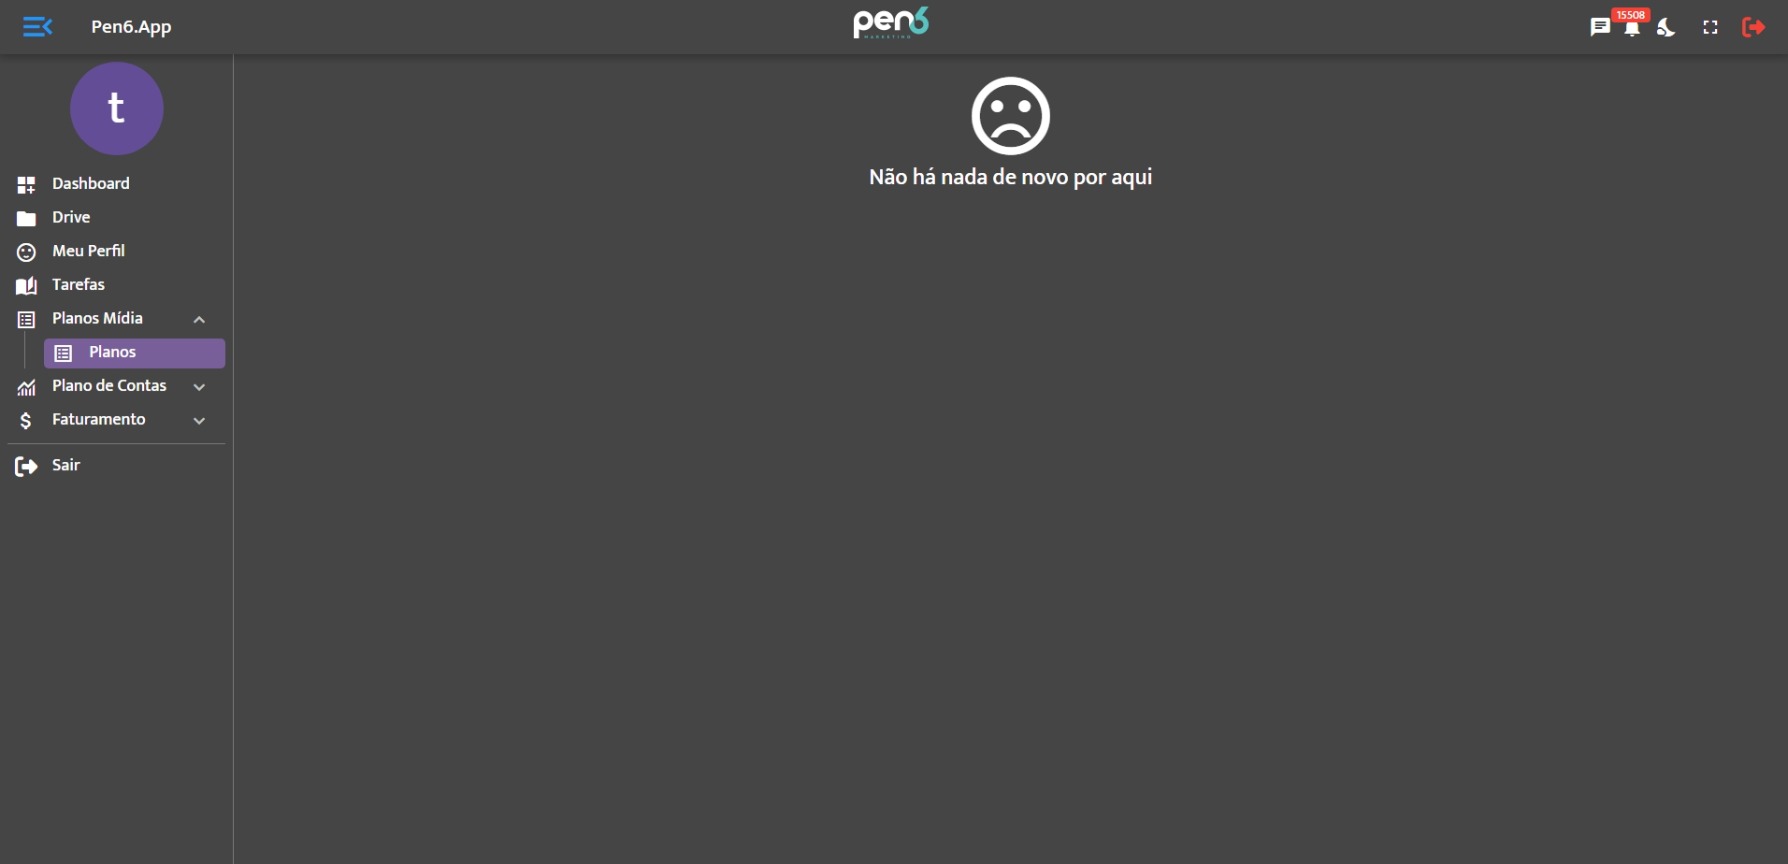 Pen6.App
pen6
MARKETING
15508
t
Dashboard
Drive
Meu Perfil
Tarefas
Planos Mídia
Planos
Plano de Contas
Faturamento
Sair
Não há nada de novo por aqui